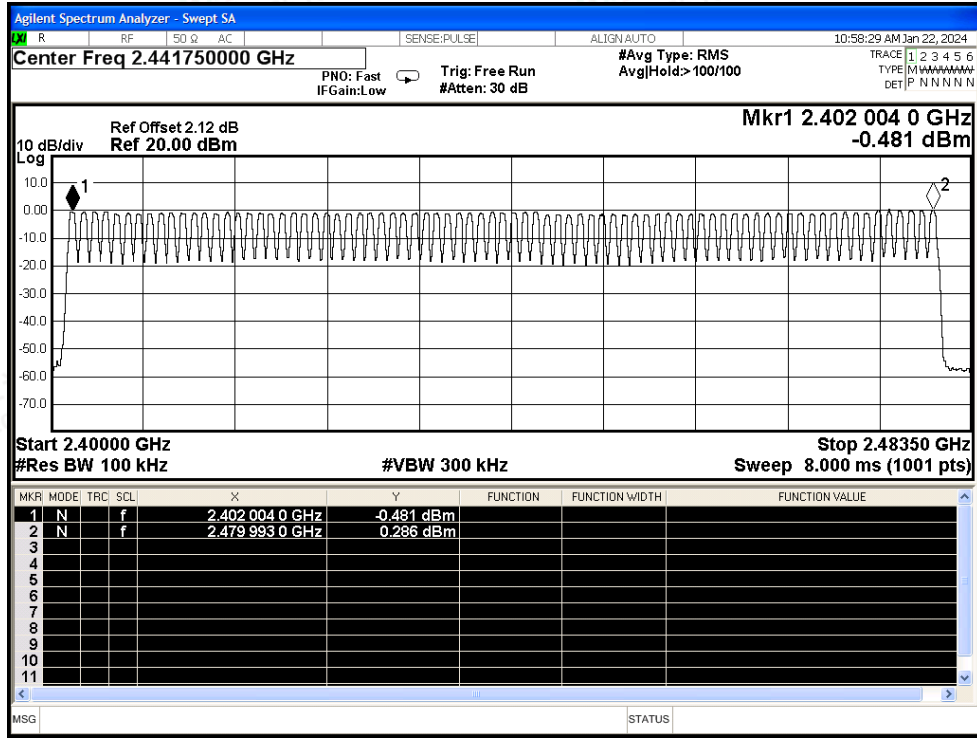 Agilent Spectrum Analyzer - Swept SA
LXI R RF 50 Ω AC SENSE:PULSE ALIGN AUTO 10:58:29 AM Jan 22, 2024
Center Freq 2.441750000 GHz
PNO: Fast
IFGain:Low
Trig: Free Run
#Atten: 30 dB
#Avg Type: RMS
Avg|Hold:>100/100
TRACE 1 2 3 4 5 6
TYPE M
DET P N N N N N
Mkr1 2.402 004 0 GHz
-0.481 dBm
Ref Offset 2.12 dB
10 dB/div Ref 20.00 dBm
Log
10.0
0.00
-10.0
-20.0
-30.0
-40.0
-50.0
-60.0
-70.0
1
2
Start 2.40000 GHz Stop 2.48350 GHz
#Res BW 100 kHz #VBW 300 kHz Sweep 8.000 ms (1001 pts)
MKR MODE TRC SCL X Y FUNCTION FUNCTION WIDTH FUNCTION VALUE
1 N f 2.402 004 0 GHz -0.481 dBm
2 N f 2.479 993 0 GHz 0.286 dBm
3
4
5
6
7
8
9
10
11
MSG STATUS